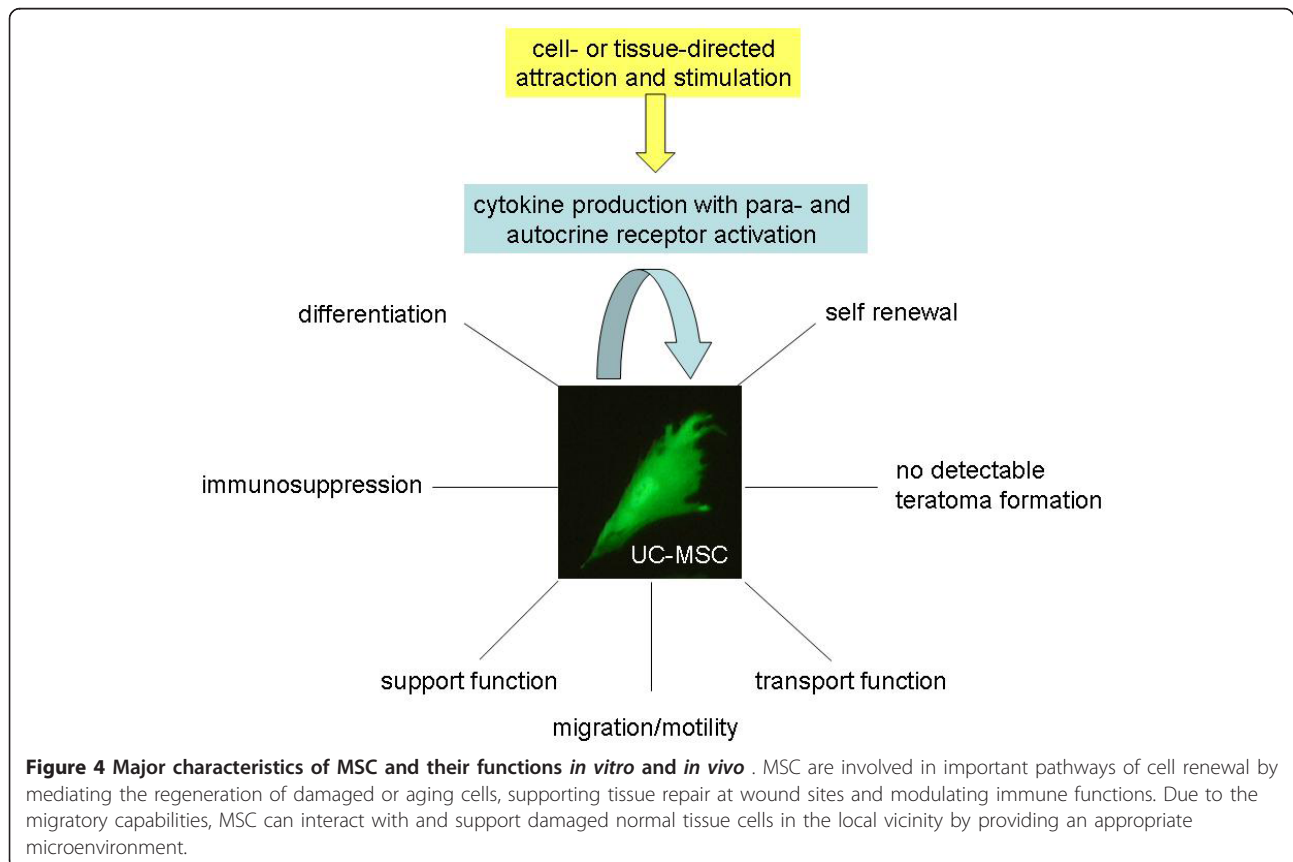 cell- or tissue-directed
attraction and stimulation
cytokine production with para- and
autocrine receptor activation
differentiation
self renewal
immunosuppression
no detectable
teratoma formation
UC-MSC
support function
transport function
migration/motility
Figure 4 Major characteristics of MSC and their functions in vitro and in vivo . MSC are involved in important pathways of cell renewal by
mediating the regeneration of damaged or aging cells, supporting tissue repair at wound sites and modulating immune functions. Due to the
migratory capabilities, MSC can interact with and support damaged normal tissue cells in the local vicinity by providing an appropriate
microenvironment.